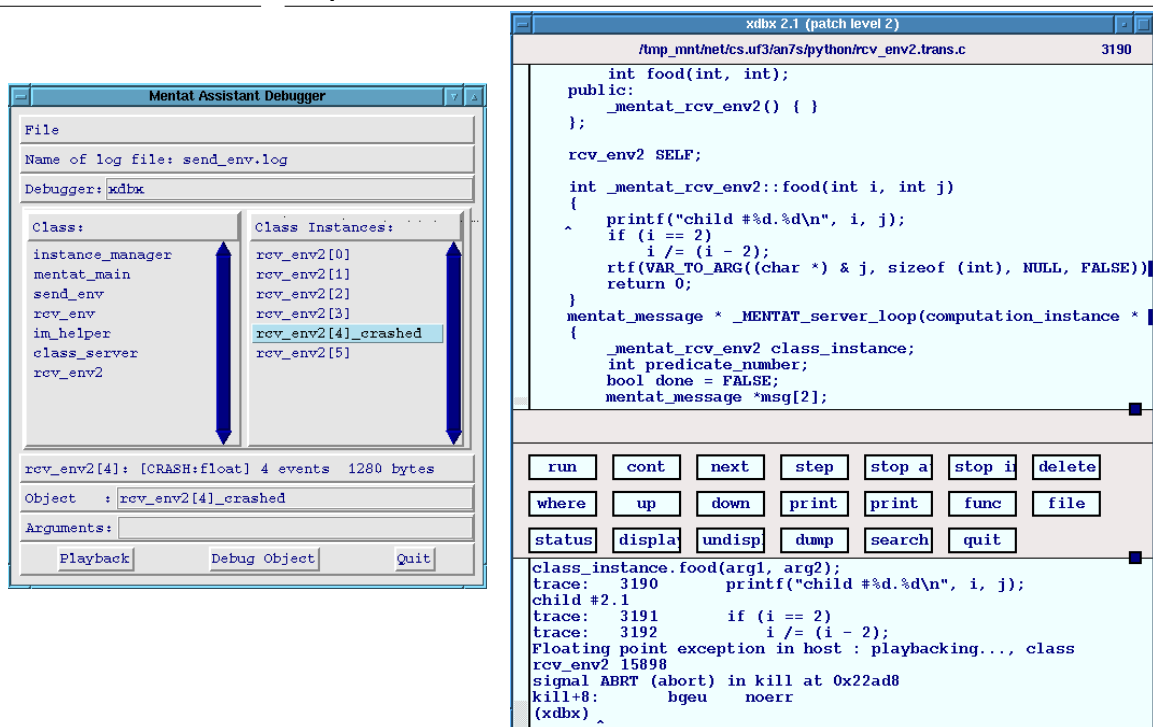 Mentat Assistant Debugger
File
Name of log file: send_env.log
Debugger: xdbx
Class:
instance_manager
mentat_main
send_env
rcv_env
im_helper
class_server
rcv_env2
Class Instances:
rcv_env2[0]
rcv_env2[1]
rcv_env2[2]
rcv_env2[3]
rcv_env2[4]_crashed
rcv_env2[5]
rcv_env2[4]: [CRASH:float] 4 events 1280 bytes
Object : rcv_env2[4]_crashed
Arguments:
Playback Debug Object Quit
xdbx 2.1 (patch level 2)
/tmp_mnt/net/cs.uf3/an7s/python/rcv_env2.trans.c 3190
int food(int, int);
public:
_mentat_rcv_env2() { }
};
rcv_env2 SELF;
int _mentat_rcv_env2::food(int i, int j)
{
printf("child #%d.%d\n", i, j);
if (i == 2)
i /= (i - 2);
rtf(VAR_TO_ARG((char *) & j, sizeof (int), NULL, FALSE))
return 0;
}
mentat_message * _MENTAT_server_loop(computation_instance *
{
_mentat_rcv_env2 class_instance;
int predicate_number;
bool done = FALSE;
mentat_message *msg[2];
run cont next step stop a stop i delete
where up down print print func file
status displa undisp dump search quit
class_instance.food(arg1, arg2);
trace: 3190 printf("child #%d.%d\n", i, j);
child #2.1
trace: 3191 if (i == 2)
trace: 3192 i /= (i - 2);
Floating point exception in host : playbacking..., class
rcv_env2 15898
signal ABRT (abort) in kill at 0x22ad8
kill+8: bgeu noerr
(xdbx)